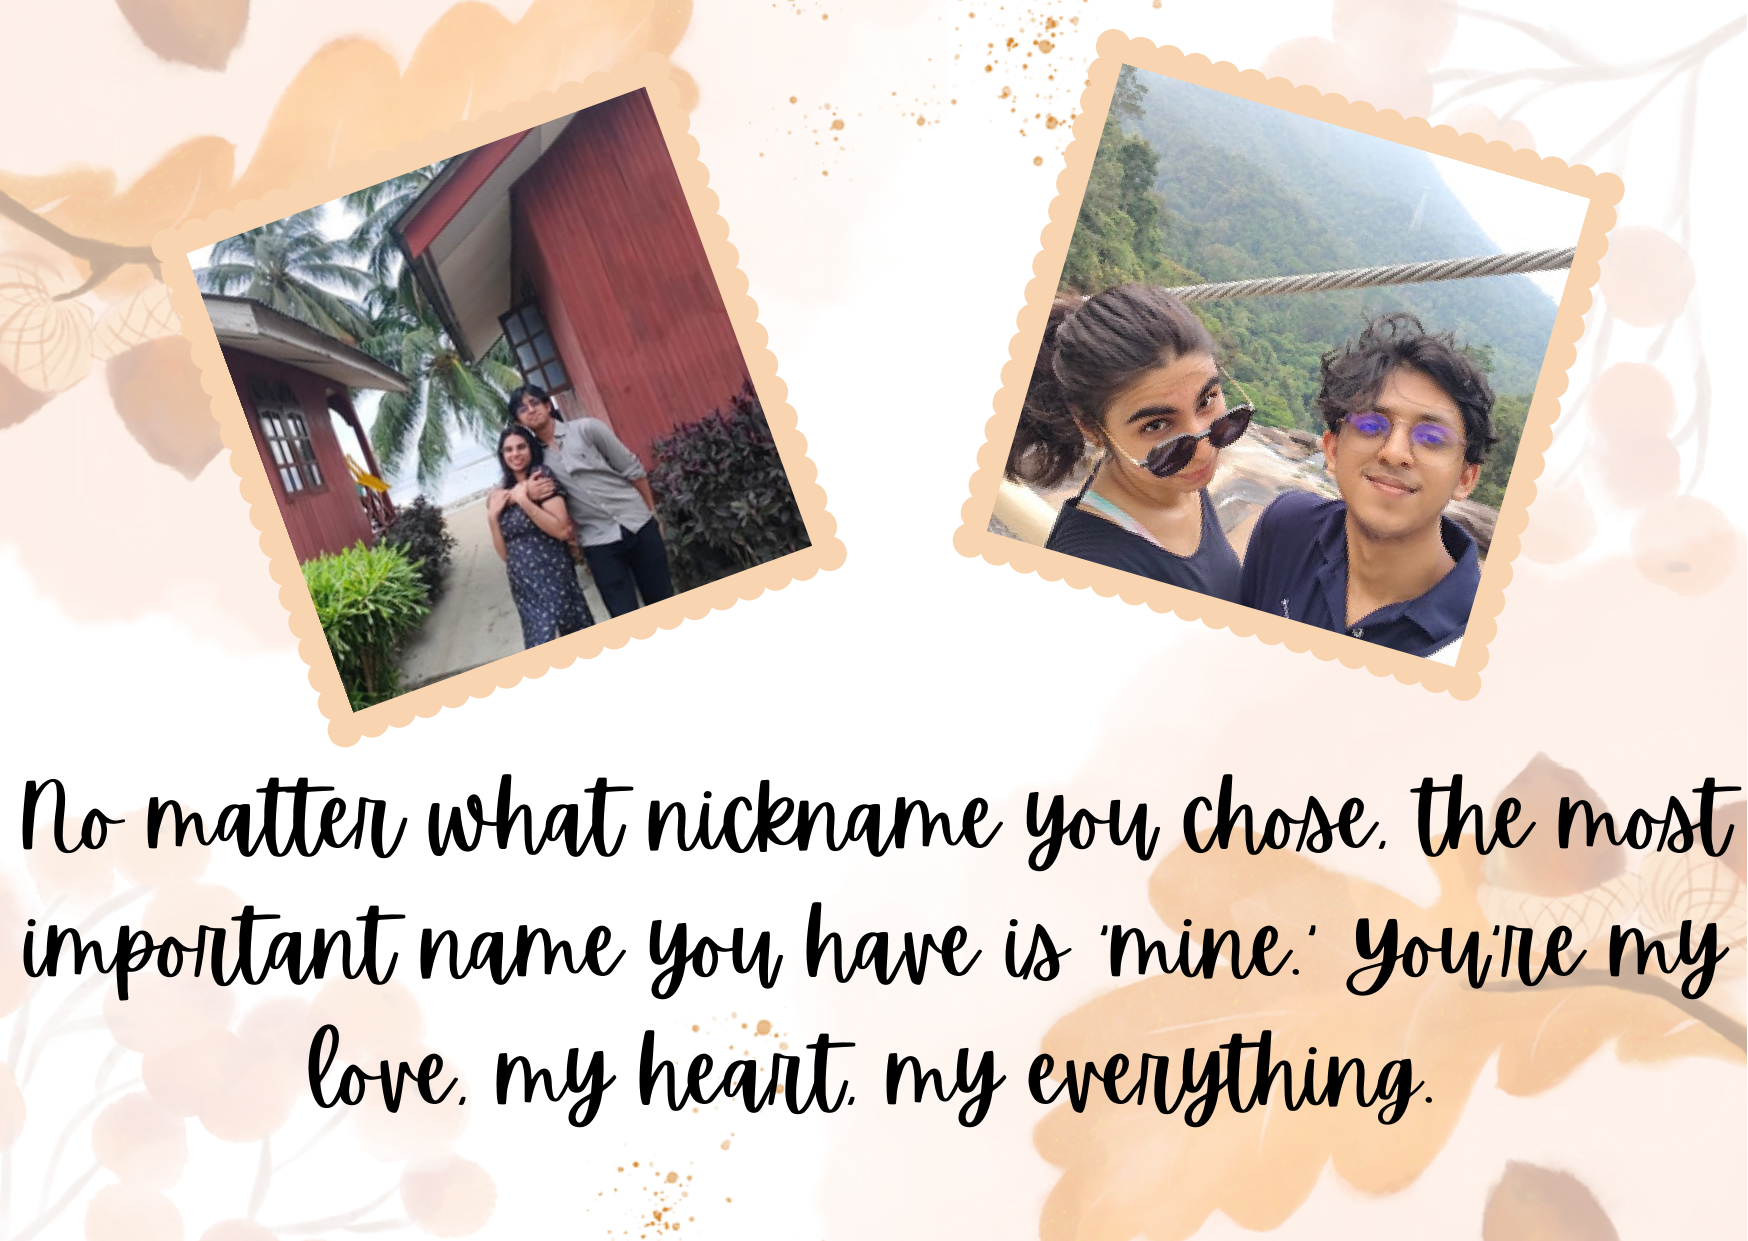 No matter what nickname you chose, the most
important name you have is 'mine.' You're my
love, my heart, my everything.